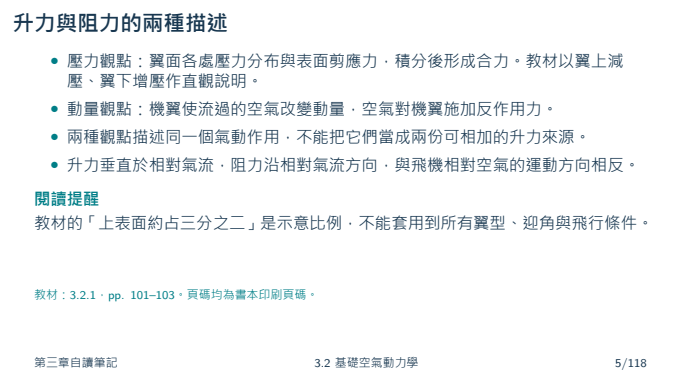 升力與阻力的兩種描述
• 壓力觀點：翼面各處壓力分布與表面剪應力，積分後形成合力。教材以翼上減
壓、翼下增壓作直觀說明。
• 動量觀點：機翼使流過的空氣改變動量，空氣對機翼施加反作用力。
• 兩種觀點描述同一個氣動作用，不能把它們當成兩份可相加的升力來源。
• 升力垂直於相對氣流，阻力沿相對氣流方向，與飛機相對空氣的運動方向相反。
閱讀提醒
教材的「上表面約占三分之二」是示意比例，不能套用到所有翼型、迎角與飛行條件。
教材：3.2.1，pp. 101–103。頁碼均為書本印刷頁碼。
第三章自讀筆記 3.2 基礎空氣動力學 5/118